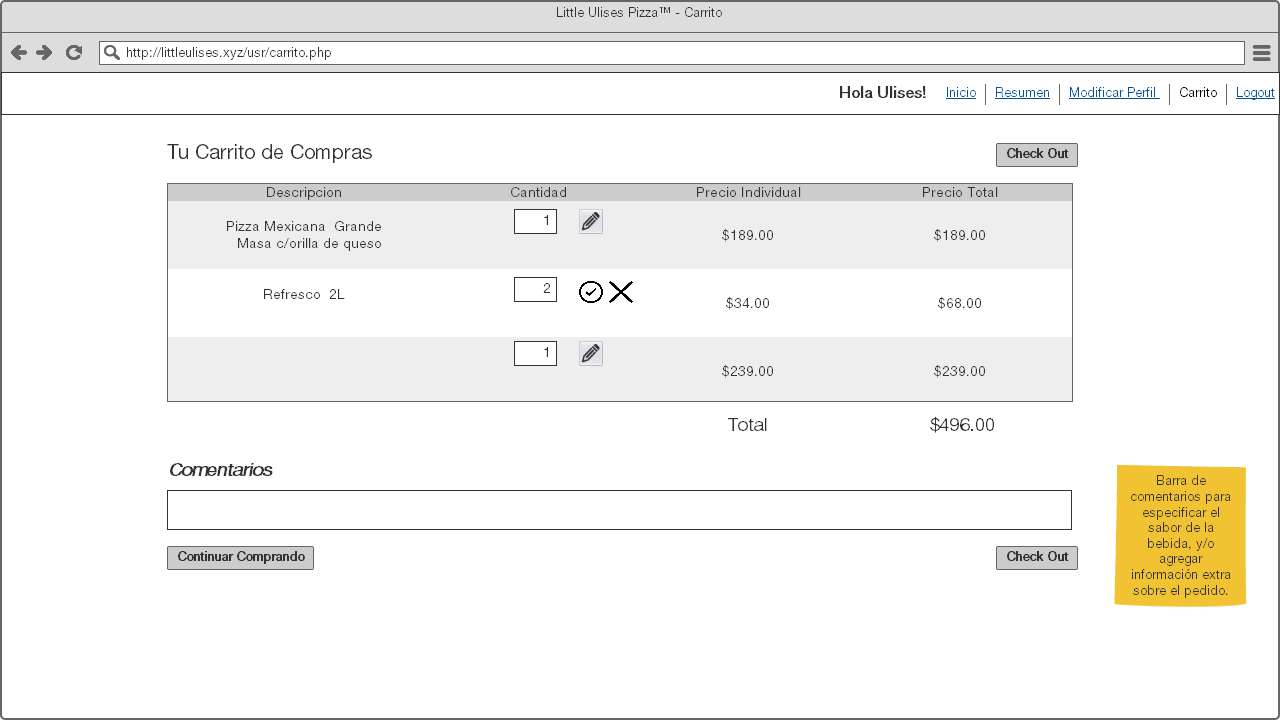 Little Ulises Pizza™ - Carrito
http://littleulises.xyz/usr/carrito.php
Hola Ulises! Inicio Resumen Modificar Perfil Carrito Logout
Tu Carrito de Compras
Check Out
Descripcion Cantidad Precio Individual Precio Total
Pizza Mexicana Grande
Masa c/orilla de queso
1 $189.00 $189.00
Refresco 2L 2 $34.00 $68.00
1 $239.00 $239.00
Total $496.00
Comentarios
Continuar Comprando
Check Out
Barra de
comentarios para
especificar el
sabor de la
bebida, y/o
agregar
información extra
sobre el pedido.